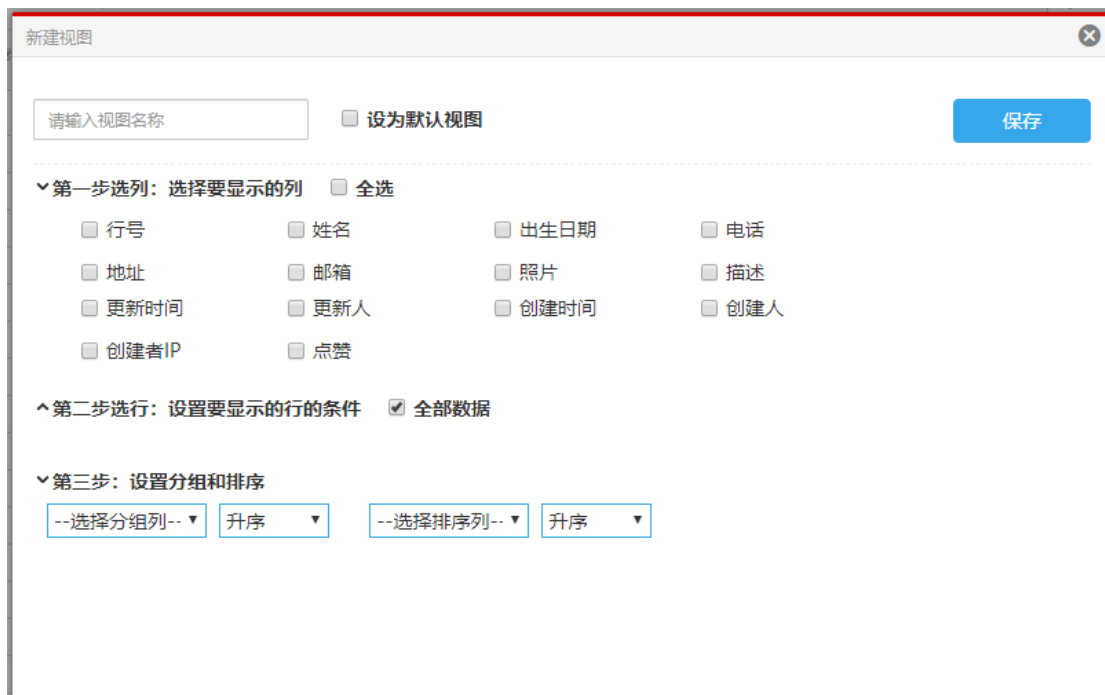 新建视图
请输入视图名称 设为默认视图 保存
第一步选列：选择要显示的列 全选
行号 姓名 出生日期 电话
地址 邮箱 照片 描述
更新时间 更新人 创建时间 创建人
创建者IP 点赞
第二步选行：设置要显示的行的条件 全部数据
第三步：设置分组和排序
--选择分组列-- 升序 --选择排序列-- 升序